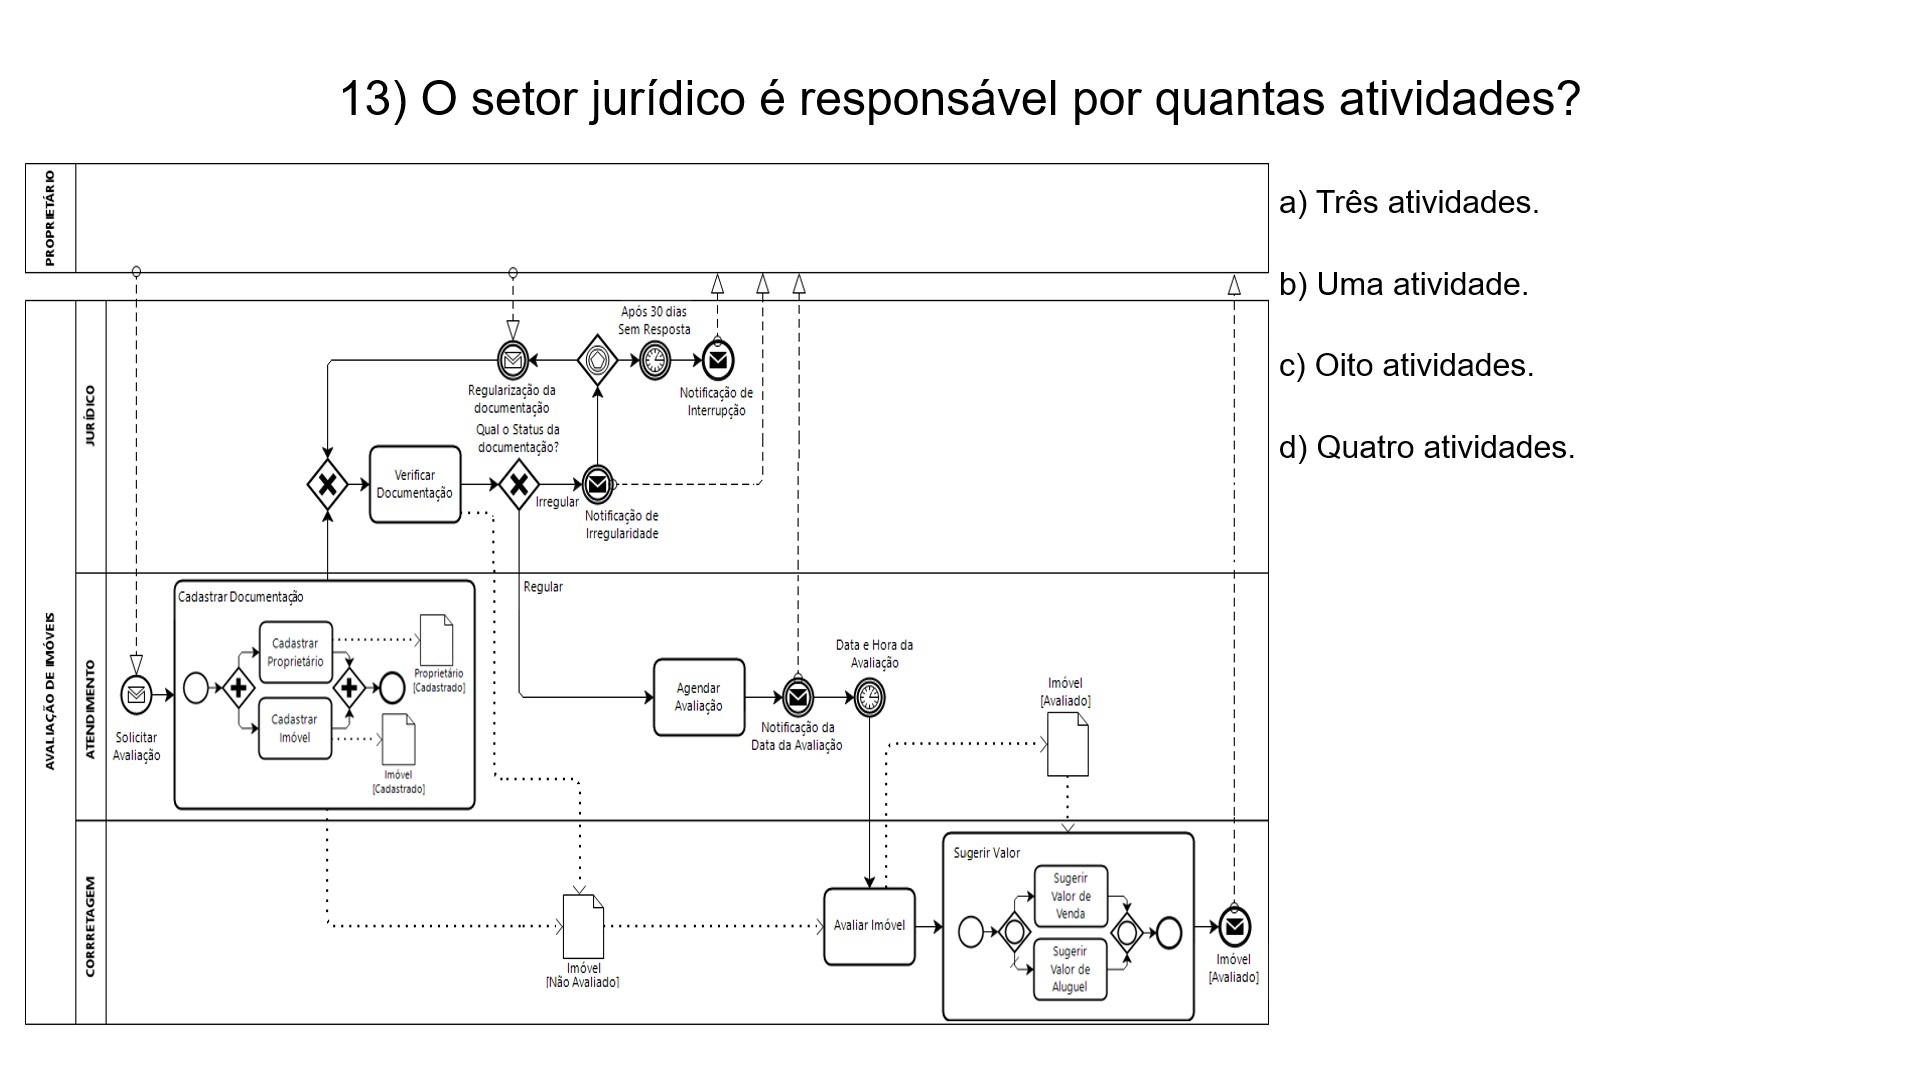 13) O setor jurídico é responsável por quantas atividades?
PROPRIETÁRIO
a) Três atividades.
b) Uma atividade.
c) Oito atividades.
d) Quatro atividades.
AVALIAÇÃO DE IMÓVEIS
JURÍDICO
Após 30 dias
Sem Resposta
Regularização da
documentação
Notificação de
Interrupção
Qual o Status da
documentação?
Verificar
Documentação
Irregular
Notificação de
Irregularidade
Regular
ATENDIMENTO
Cadastrar Documentação
Cadastrar
Proprietário
Proprietário
[Cadastrado]
Cadastrar
Imóvel
Imóvel
[Cadastrado]
Solicitar
Avaliação
Agendar
Avaliação
Notificação da
Data da Avaliação
Data e Hora da
Avaliação
Imóvel
[Avaliado]
CORRETAGEM
Imóvel
[Não Avaliado]
Avaliar Imóvel
Sugerir Valor
Sugerir
Valor de
Venda
Sugerir
Valor de
Aluguel
Imóvel
[Avaliado]